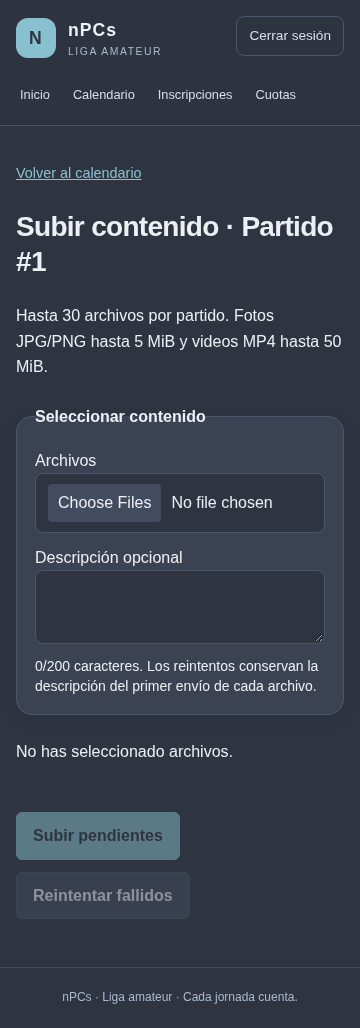 N
nPCs
LIGA AMATEUR
Cerrar sesión
Inicio Calendario Inscripciones Cuotas
Volver al calendario
Subir contenido · Partido
#1
Hasta 30 archivos por partido. Fotos
JPG/PNG hasta 5 MiB y videos MP4 hasta 50
MiB.
Seleccionar contenido
Archivos
Choose Files No file chosen
Descripción opcional
0/200 caracteres. Los reintentos conservan la
descripción del primer envío de cada archivo.
No has seleccionado archivos.
Subir pendientes
Reintentar fallidos
nPCs · Liga amateur · Cada jornada cuenta.